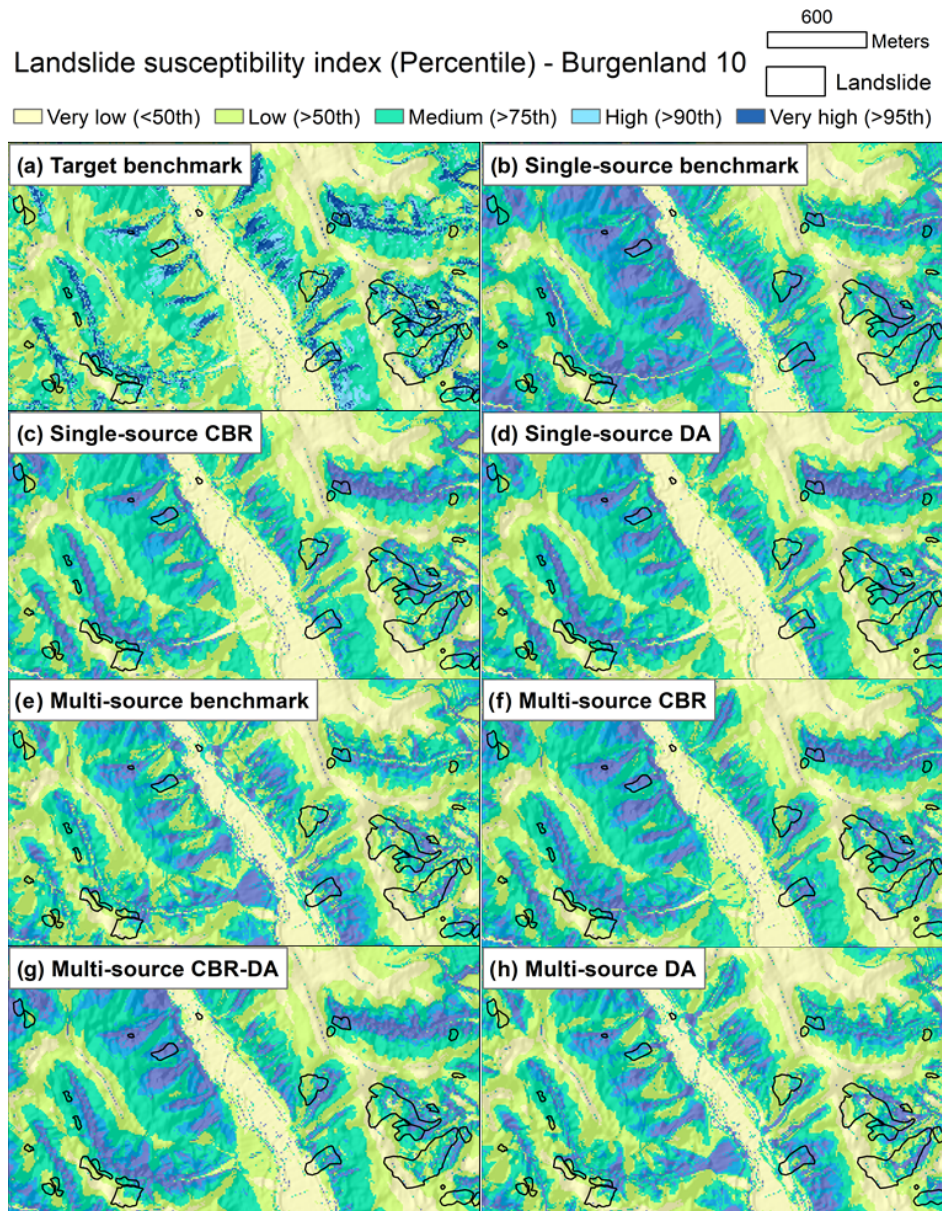 600
Meters
Landslide susceptibility index (Percentile) - Burgenland 10
Landslide
Very low (<50th) Low (>50th) Medium (>75th) High (>90th) Very high (>95th)
(a) Target benchmark (b) Single-source benchmark
(c) Single-source CBR (d) Single-source DA
(e) Multi-source benchmark (f) Multi-source CBR
(g) Multi-source CBR-DA (h) Multi-source DA